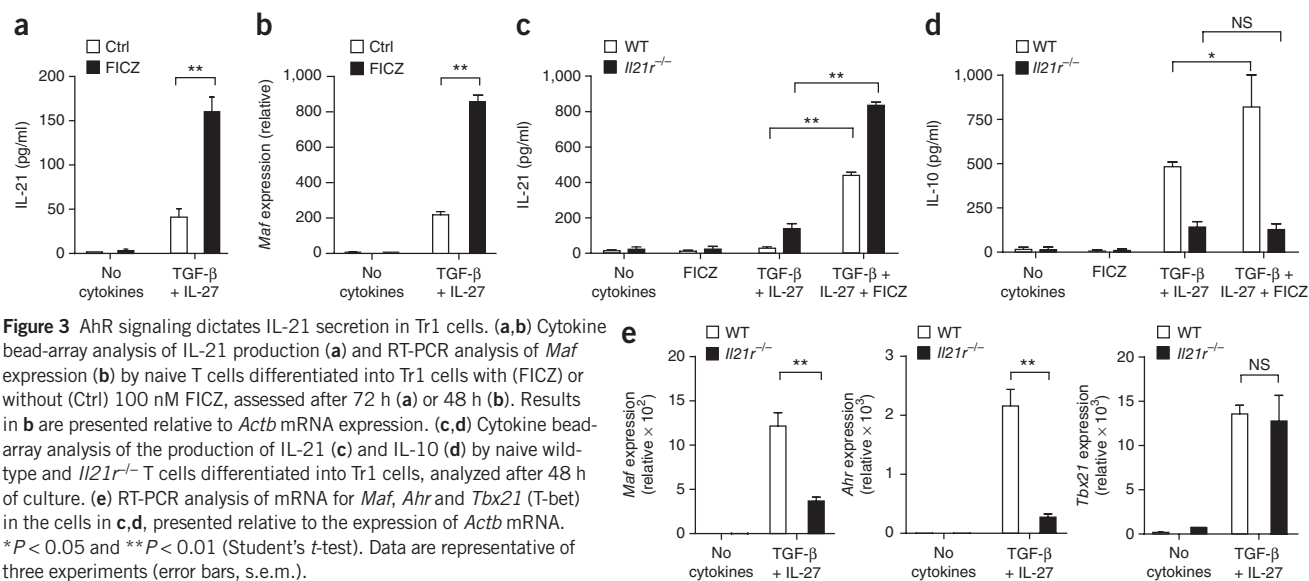 a
Ctrl
FICZ
**
200
150
100
50
0
IL-21
(pg/ml)
No
cytokines
TGF-β
+ IL-27
b
Ctrl
FICZ
**
1,000
800
600
400
200
0
Maf expression (relative)
No
cytokines
TGF-β
+ IL-27
c
WT
Il21r–/–
**
**
1,000
800
600
400
200
0
IL-21
(pg/ml)
No
cytokines
FICZ
TGF-β
+ IL-27
TGF-β +
IL-27 + FICZ
d
WT
Il21r–/–
NS
*
1,000
750
500
250
0
IL-10
(pg/ml)
No
cytokines
FICZ
TGF-β
+ IL-27
TGF-β +
IL-27 + FICZ
Figure 3 AhR signaling dictates IL-21 secretion in Tr1 cells. (a,b) Cytokine
bead-array analysis of IL-21 production (a) and RT-PCR analysis of Maf
expression (b) by naive T cells differentiated into Tr1 cells with (FICZ) or
without (Ctrl) 100 nM FICZ, assessed after 72 h (a) or 48 h (b). Results
in b are presented relative to Actb mRNA expression. (c,d) Cytokine bead-
array analysis of the production of IL-21 (c) and IL-10 (d) by naive wild-
type and Il21r–/– T cells differentiated into Tr1 cells, analyzed after 48 h
of culture. (e) RT-PCR analysis of mRNA for Maf, Ahr and Tbx21 (T-bet)
in the cells in c,d, presented relative to the expression of Actb mRNA.
*P < 0.05 and **P < 0.01 (Student's t-test). Data are representative of
three experiments (error bars, s.e.m.).
e
WT
Il21r–/–
**
20
15
10
5
0
Maf expression
(relative × 10²)
No
cytokines
TGF-β
+ IL-27
WT
Il21r–/–
**
3
2
1
0
Ahr expression
(relative × 10³)
No
cytokines
TGF-β
+ IL-27
WT
Il21r–/–
NS
20
15
10
5
0
Tbx21 expression
(relative × 10³)
No
cytokines
TGF-β
+ IL-27